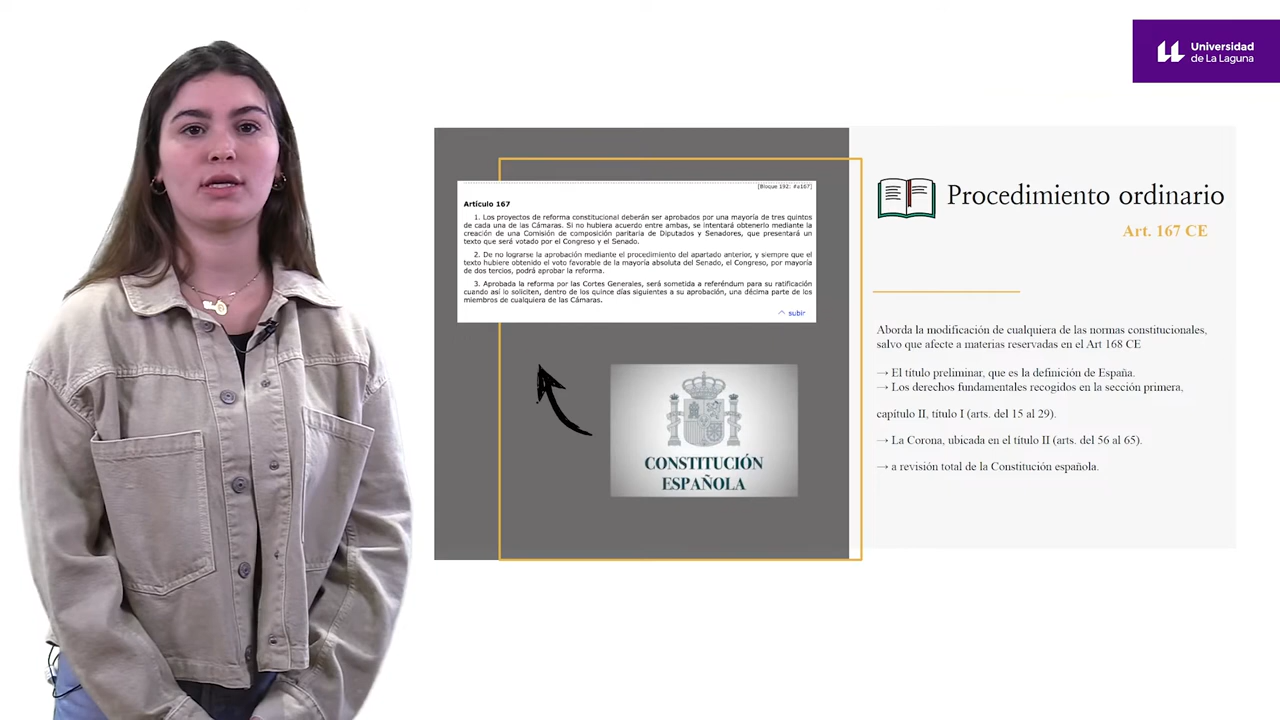 Universidad
de La Laguna
[Bloque 192: #a167]
Artículo 167
1. Los proyectos de reforma constitucional deberán ser aprobados por una mayoría de tres quintos
de cada una de las Cámaras. Si no hubiera acuerdo entre ambas, se intentará obtenerlo mediante la
creación de una Comisión de composición paritaria de Diputados y Senadores, que presentará un
texto que será votado por el Congreso y el Senado.
2. De no lograrse la aprobación mediante el procedimiento del apartado anterior, y siempre que el
texto hubiere obtenido el voto favorable de la mayoría absoluta del Senado, el Congreso, por mayoría
de dos tercios, podrá aprobar la reforma.
3. Aprobada la reforma por las Cortes Generales, será sometida a referéndum para su ratificación
cuando así lo soliciten, dentro de los quince días siguientes a su aprobación, una décima parte de los
miembros de cualquiera de las Cámaras.
subir
CONSTITUCIÓN
ESPAÑOLA
Procedimiento ordinario
Art. 167 CE
Aborda la modificación de cualquiera de las normas constitucionales,
salvo que afecte a materias reservadas en el Art 168 CE
→ El título preliminar, que es la definición de España.
→ Los derechos fundamentales recogidos en la sección primera,
capítulo II, título I (arts. del 15 al 29).
→ La Corona, ubicada en el título II (arts. del 56 al 65).
→ a revisión total de la Constitución española.